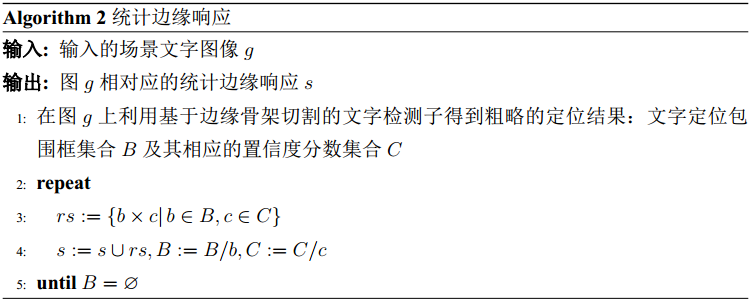 Algorithm 2 统计边缘响应
输入: 输入的场景文字图像 g
输出: 图 g 相对应的统计边缘响应 s
1: 在图 g 上利用基于边缘骨架切割的文字检测子得到粗略的定位结果：文字定位包
围框集合 B 及其相应的置信度分数集合 C
2: repeat
3: rs := {b × c| b ∈ B, c ∈ C}
4: s := s ∪ rs, B := B/b, C := C/c
5: until B = ∅